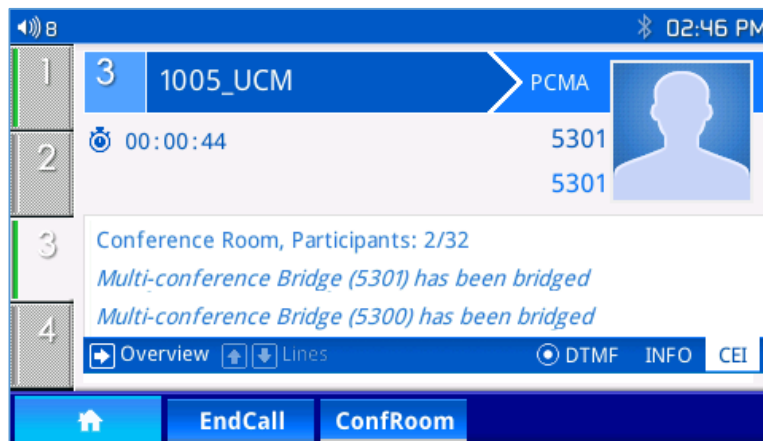 8 02:46 PM
1
3 1005_UCM PCMA
00:00:44 5301
2
5301
3
Conference Room, Participants: 2/32
Multi-conference Bridge (5301) has been bridged
Multi-conference Bridge (5300) has been bridged
4
Overview Lines DTMF INFO CEI
EndCall ConfRoom